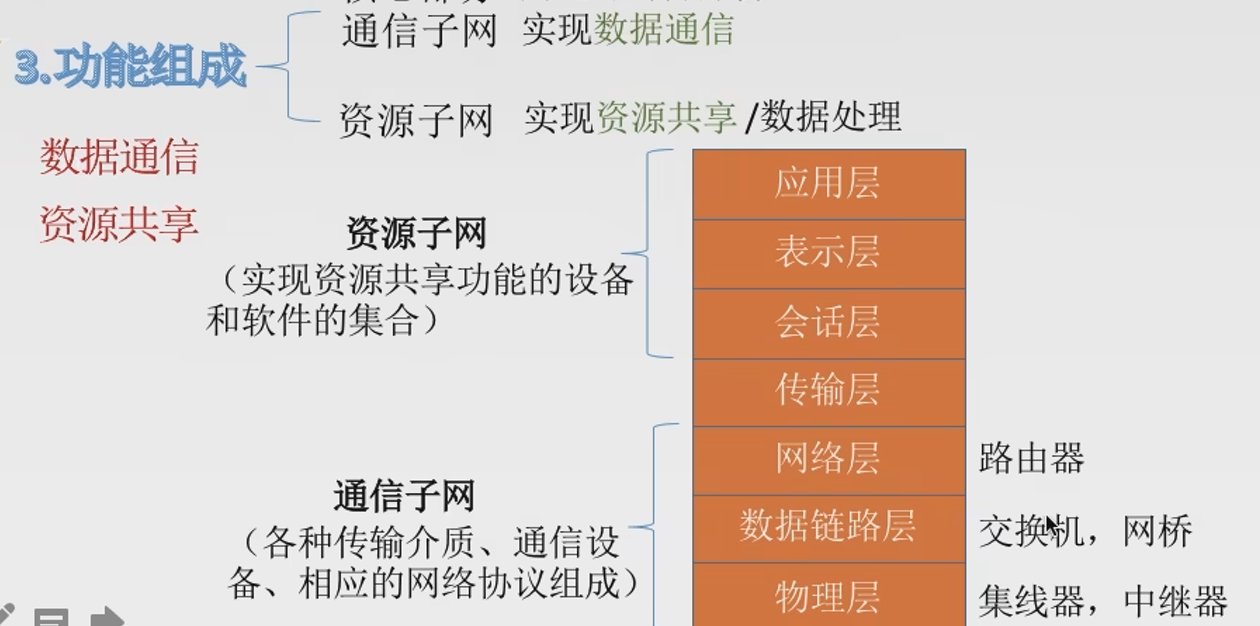 通信子网 实现数据通信
3.功能组成
资源子网 实现资源共享/数据处理
数据通信
资源共享
资源子网
（实现资源共享功能的设备
和软件的集合）
应用层
表示层
会话层
传输层
网络层 路由器
通信子网
（各种传输介质、通信设
备、相应的网络协议组成）
数据链路层 交换机，网桥
物理层 集线器，中继器